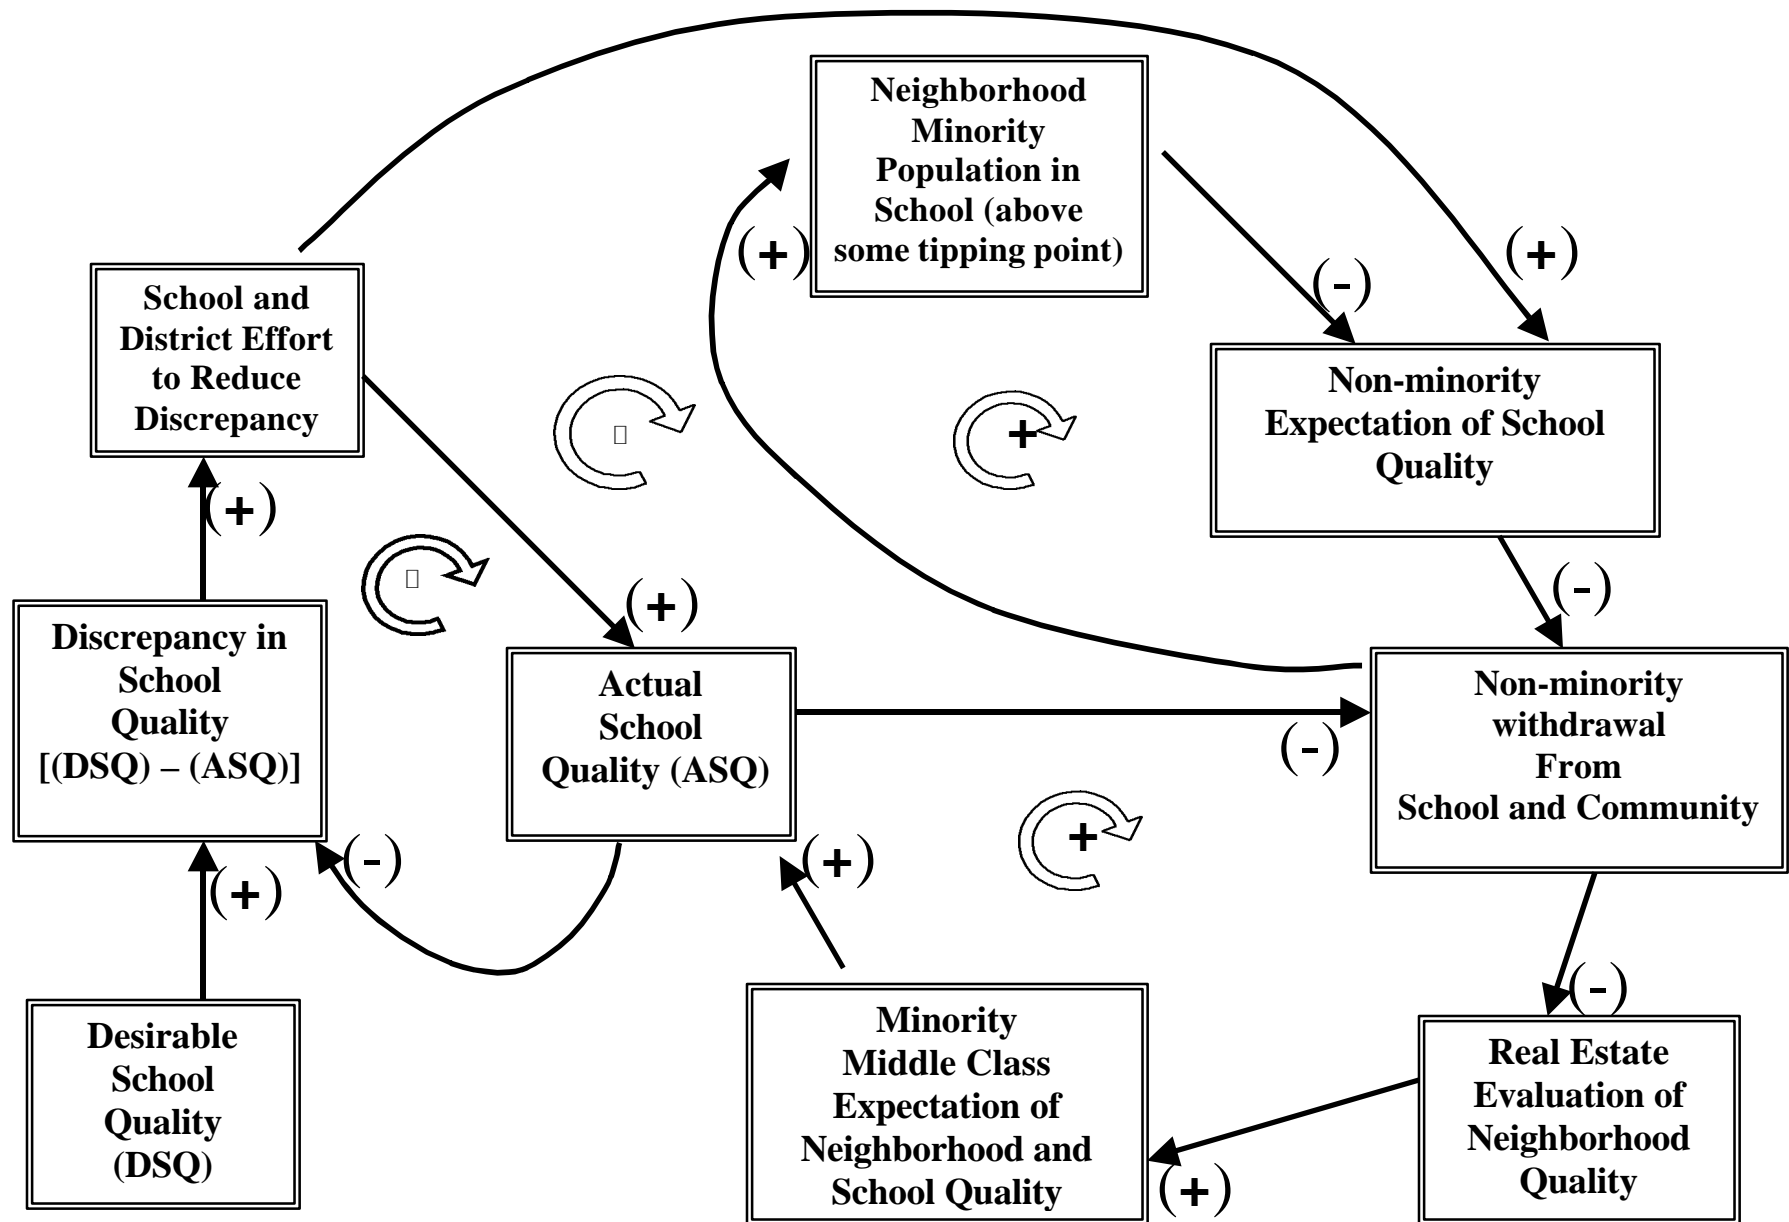 Neighborhood
Minority
Population in
School (above
some tipping point)
(+)
(+)
(-)
School and
District Effort
to Reduce
Discrepancy
Non-minority
Expectation of School
Quality
+
(+)
(-)
(+)
Discrepancy in
School
Quality
[(DSQ) – (ASQ)]
Actual
School
Quality (ASQ)
Non-minority
withdrawal
From
School and Community
(-)
+
(-)
(+)
(+)
(-)
Desirable
School
Quality
(DSQ)
Minority
Middle Class
Expectation of
Neighborhood and
School Quality
(+)
Real Estate
Evaluation of
Neighborhood
Quality